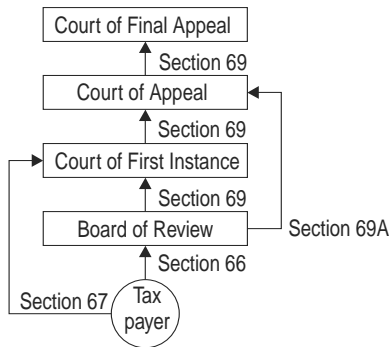 Court of Final Appeal
Section 69
Court of Appeal
Section 69
Court of First Instance
Section 69
Board of Review
Section 69A
Section 66
Section 67
Tax
payer